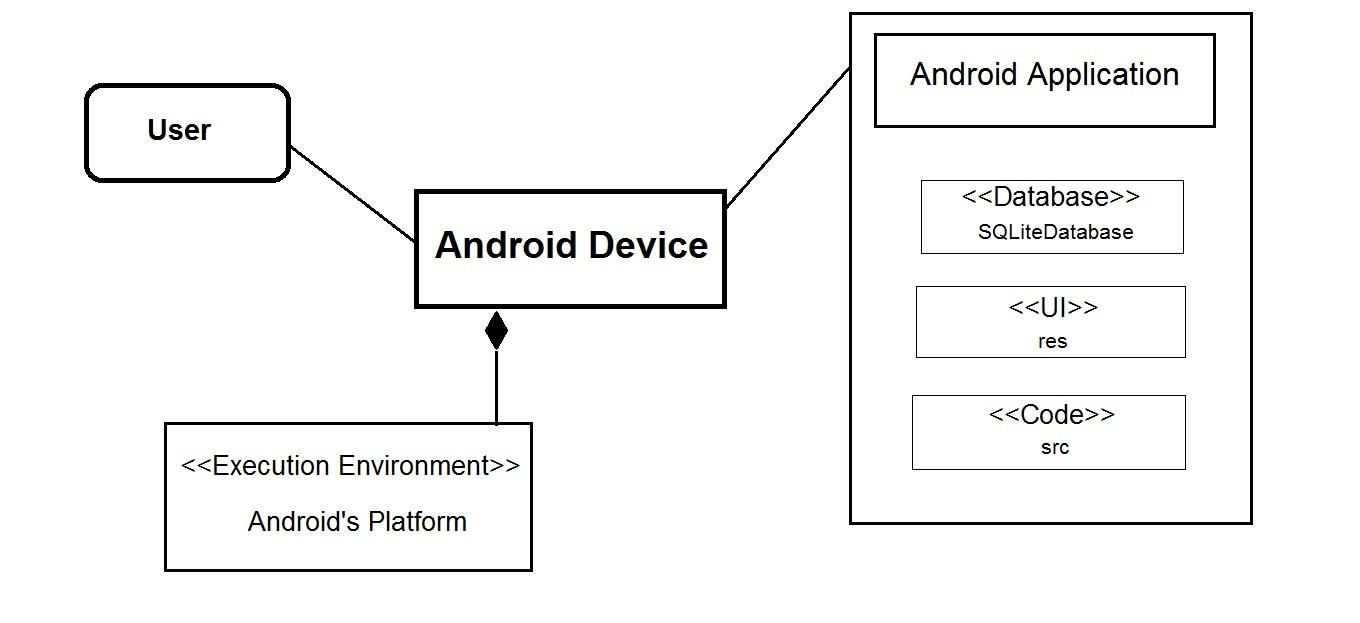 User
Android Device
<<Execution Environment>>
Android's Platform
Android Application
<<Database>>
SQLiteDatabase
<<UI>>
res
<<Code>>
src